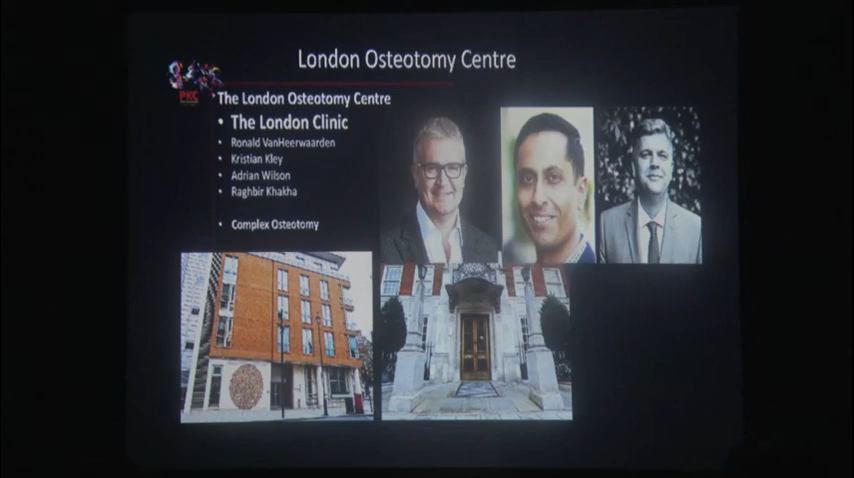 London Osteotomy Centre
PKC
The London Osteotomy Centre
• The London Clinic
• Ronald VanHeerwaarden
• Kristian Kley
• Adrian Wilson
• Raghbir Khakha
• Complex Osteotomy